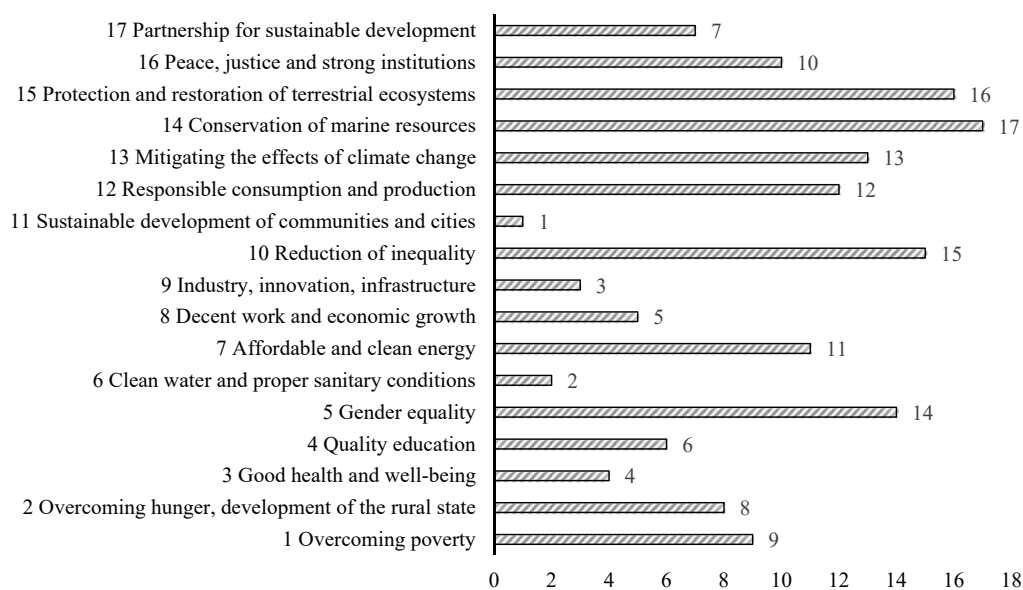 17 Partnership for sustainable development 7
16 Peace, justice and strong institutions 10
15 Protection and restoration of terrestrial ecosystems 16
14 Conservation of marine resources 17
13 Mitigating the effects of climate change 13
12 Responsible consumption and production 12
11 Sustainable development of communities and cities 1
10 Reduction of inequality 15
9 Industry, innovation, infrastructure 3
8 Decent work and economic growth 5
7 Affordable and clean energy 11
6 Clean water and proper sanitary conditions 2
5 Gender equality 14
4 Quality education 6
3 Good health and well-being 4
2 Overcoming hunger, development of the rural state 8
1 Overcoming poverty 9
0 2 4 6 8 10 12 14 16 18